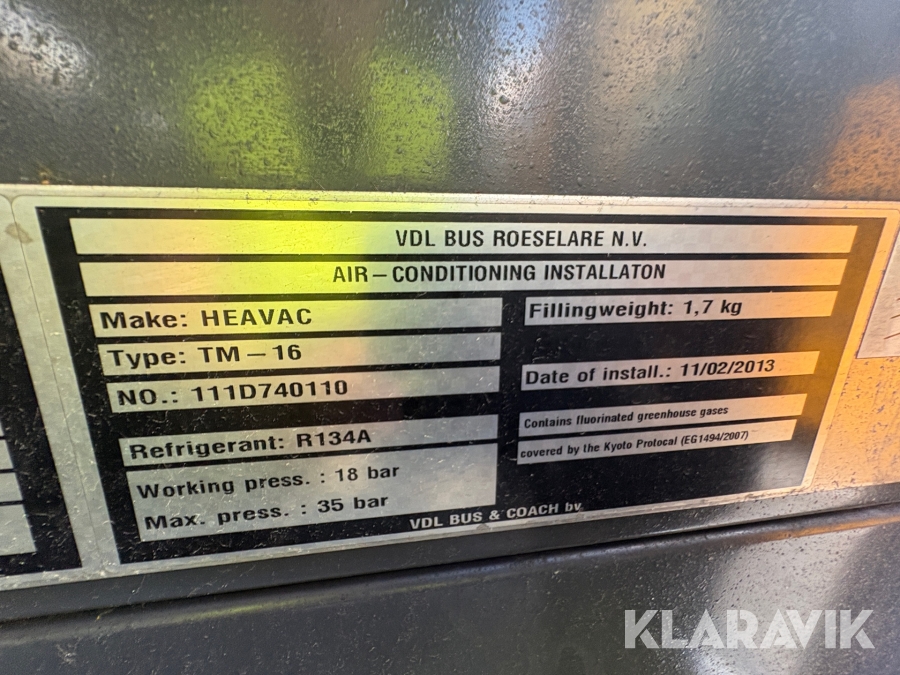 VDL BUS ROESELARE N.V.
AIR-CONDITIONING INSTALLATON
Make: HEAVAC
Type: TM-16
NO.: 111D740110
Refrigerant: R134A
Working press. : 18 bar
Max. press. : 35 bar
Fillingweight: 1,7 kg
Date of install.: 11/02/2013
Contains fluorinated greenhouse gases
covered by the Kyoto Protocal (EG1494/2007)
VDL BUS & COACH bv
KLARAVIK